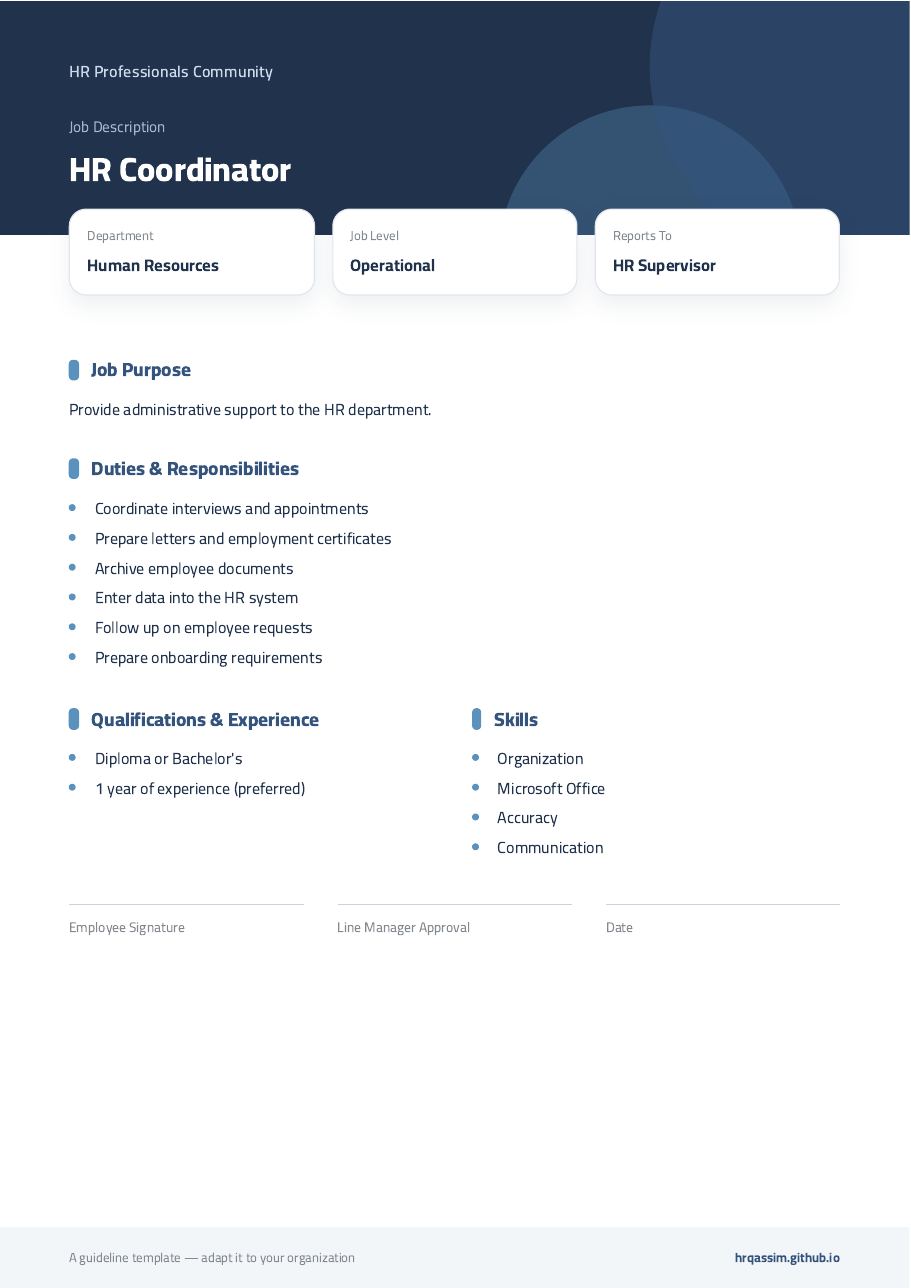 HR Professionals Community
Job Description
HR Coordinator
Department
Human Resources
Job Level
Operational
Reports To
HR Supervisor
Job Purpose
Provide administrative support to the HR department.
Duties & Responsibilities
Coordinate interviews and appointments
Prepare letters and employment certificates
Archive employee documents
Enter data into the HR system
Follow up on employee requests
Prepare onboarding requirements
Qualifications & Experience
Diploma or Bachelor's
1 year of experience (preferred)
Skills
Organization
Microsoft Office
Accuracy
Communication
Employee Signature
Line Manager Approval
Date
A guideline template — adapt it to your organization
hrqassim.github.io